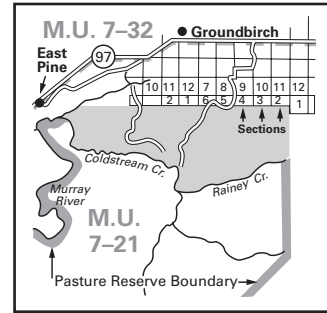 M.U. 7–32
Groundbirch
East
Pine
97
10 11 12 7 8 9 10 11 12
2 1 6 5 4 3 2 1
Sections
Coldstream Cr.
Rainey Cr.
Murray
River
M.U.
7–21
Pasture Reserve Boundary